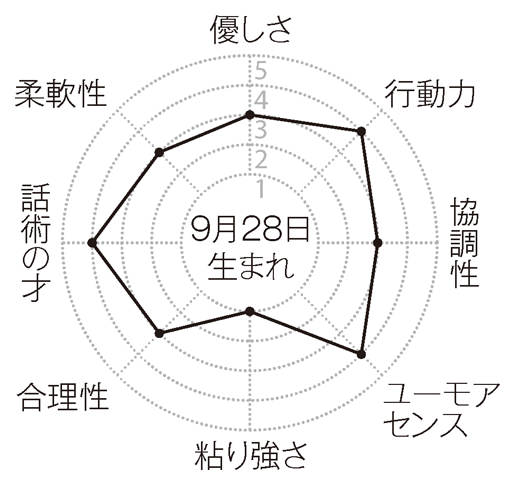 優しさ
行動力
協調性
ユーモア
センス
粘り強さ
合理性
話術の才
柔軟性
5
4
3
2
1
9月28日
生まれ